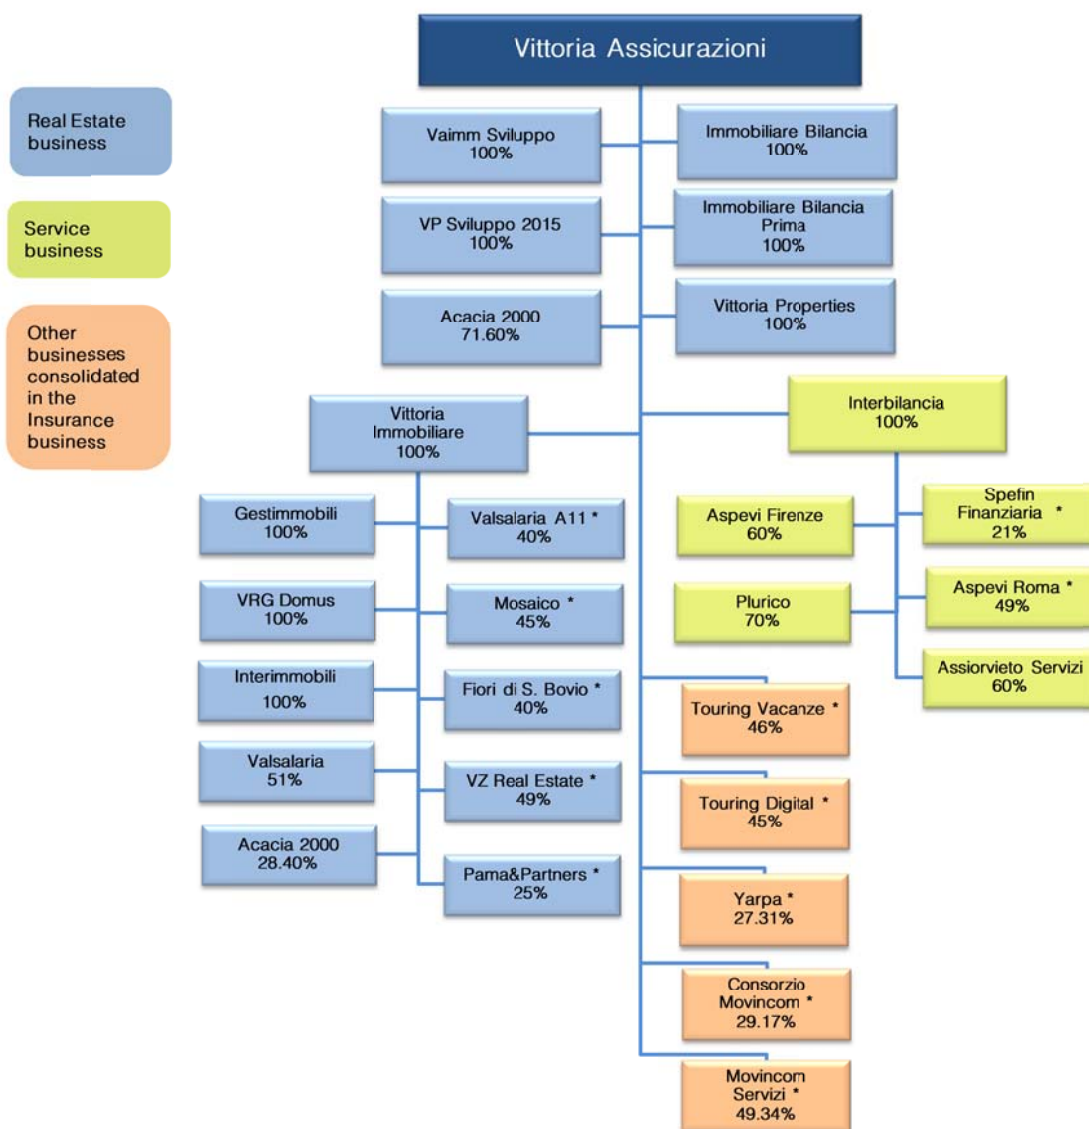 Vittoria Assicurazioni
Real Estate
business
Service
business
Other
businesses
consolidated
in the
Insurance
business
Vaimm Sviluppo
100%
Immobiliare Bilancia
100%
VP Sviluppo 2015
100%
Immobiliare Bilancia
Prima
100%
Acacia 2000
71.60%
Vittoria Properties
100%
Vittoria
Immobiliare
100%
Interbilancia
100%
Gestimmobili
100%
Valsalaria A11 *
40%
VRG Domus
100%
Mosaico *
45%
Interimmobili
100%
Fiori di S. Bovio *
40%
Valsalaria
51%
VZ Real Estate *
49%
Acacia 2000
28.40%
Pama&Partners *
25%
Aspevi Firenze
60%
Spefin
Finanziaria *
21%
Plurico
70%
Aspevi Roma *
49%
Assiorvieto Servizi
60%
Touring Vacanze *
46%
Touring Digital *
45%
Yarpa *
27.31%
Consorzio
Movincom *
29.17%
Movincom
Servizi *
49.34%